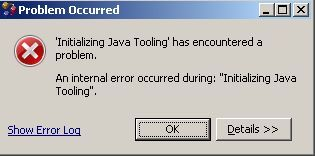 Problem Occurred
'Initializing Java Tooling' has encountered a
problem.
An internal error occurred during: "Initializing Java
Tooling".
Show Error Log
OK
Details >>